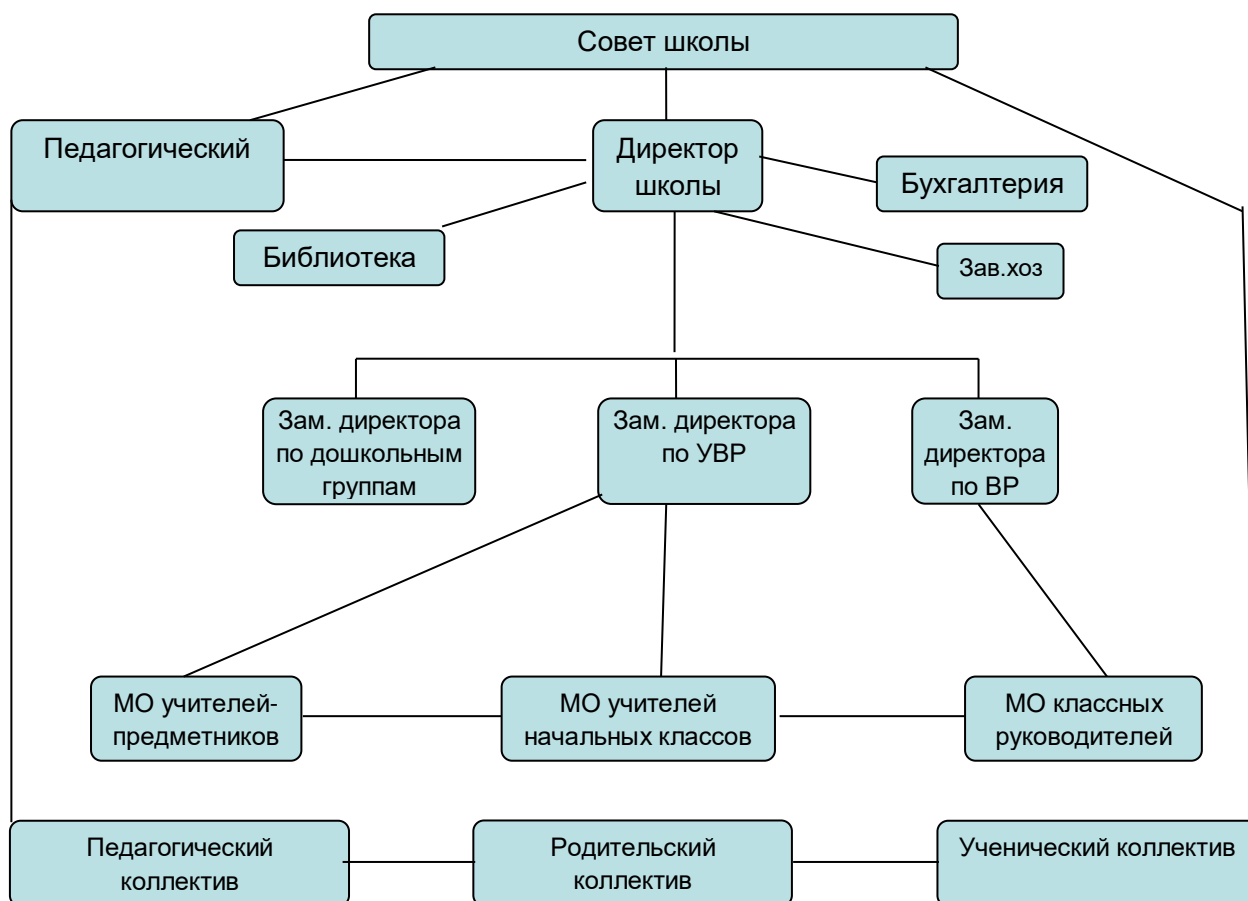 Совет школы
Педагогический
Директор
школы
Бухгалтерия
Библиотека
Зав.хоз
Зам. директора
по дошкольным
группам
Зам. директора
по УВР
Зам.
директора
по ВР
МО учителей-
предметников
МО учителей
начальных классов
МО классных
руководителей
Педагогический
коллектив
Родительский
коллектив
Ученический коллектив